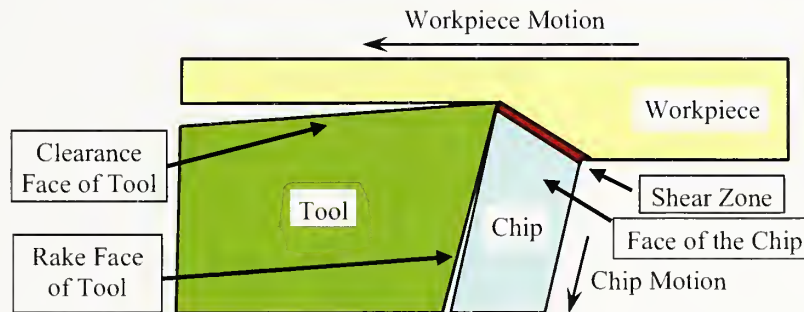 Workpiece Motion
Workpiece
Clearance
Face of Tool
Tool
Shear Zone
Chip
Face of the Chip
Rake Face
of Tool
Chip Motion